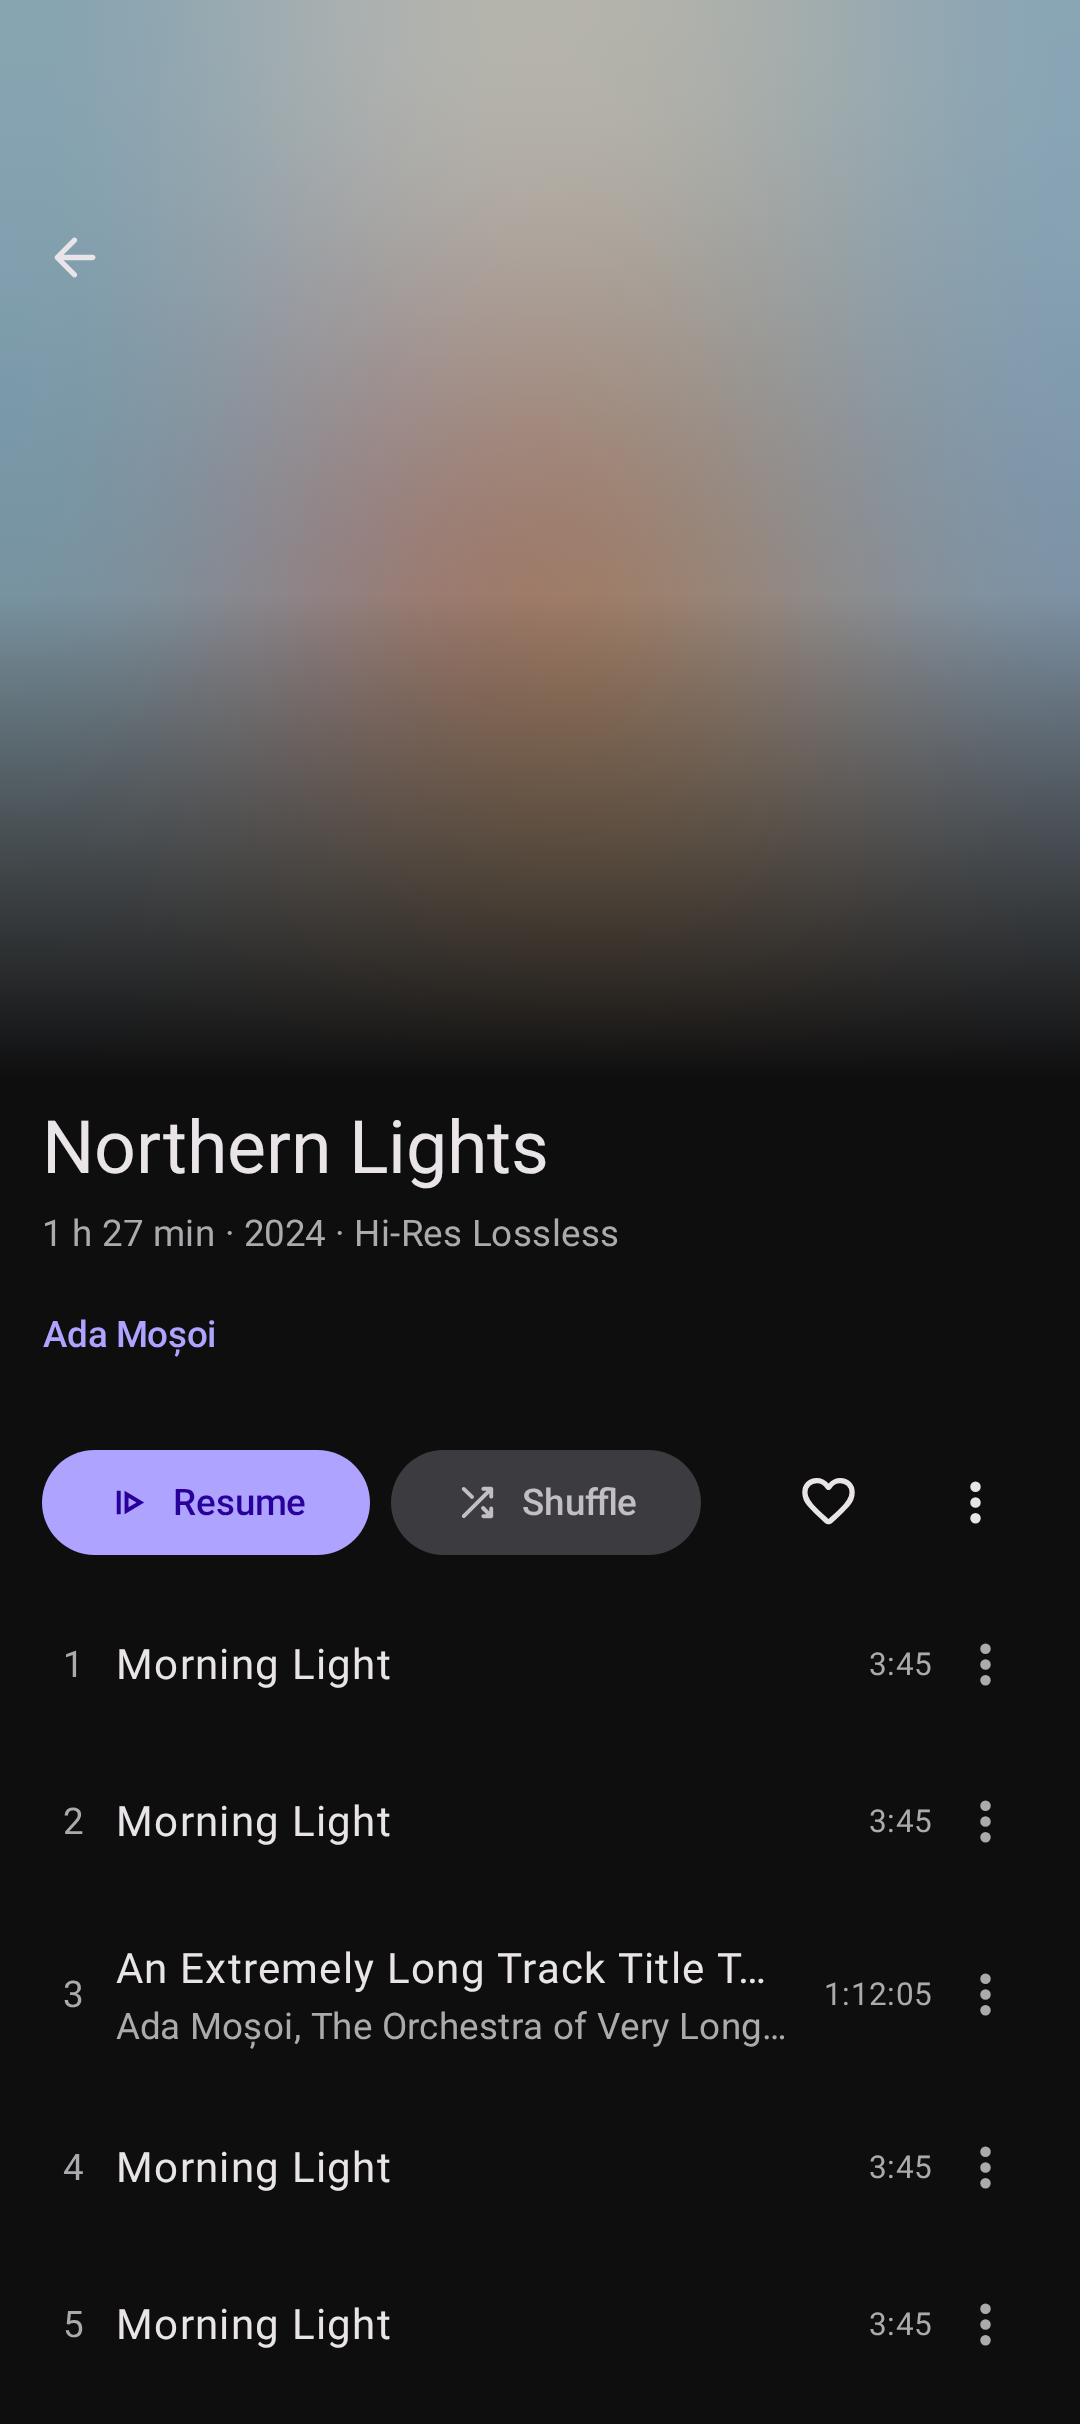 Northern Lights
1 h 27 min · 2024 · Hi-Res Lossless
Ada Moșoi
Resume
Shuffle
1 Morning Light 3:45
2 Morning Light 3:45
3 An Extremely Long Track Title T... 1:12:05
Ada Moșoi, The Orchestra of Very Long...
4 Morning Light 3:45
5 Morning Light 3:45